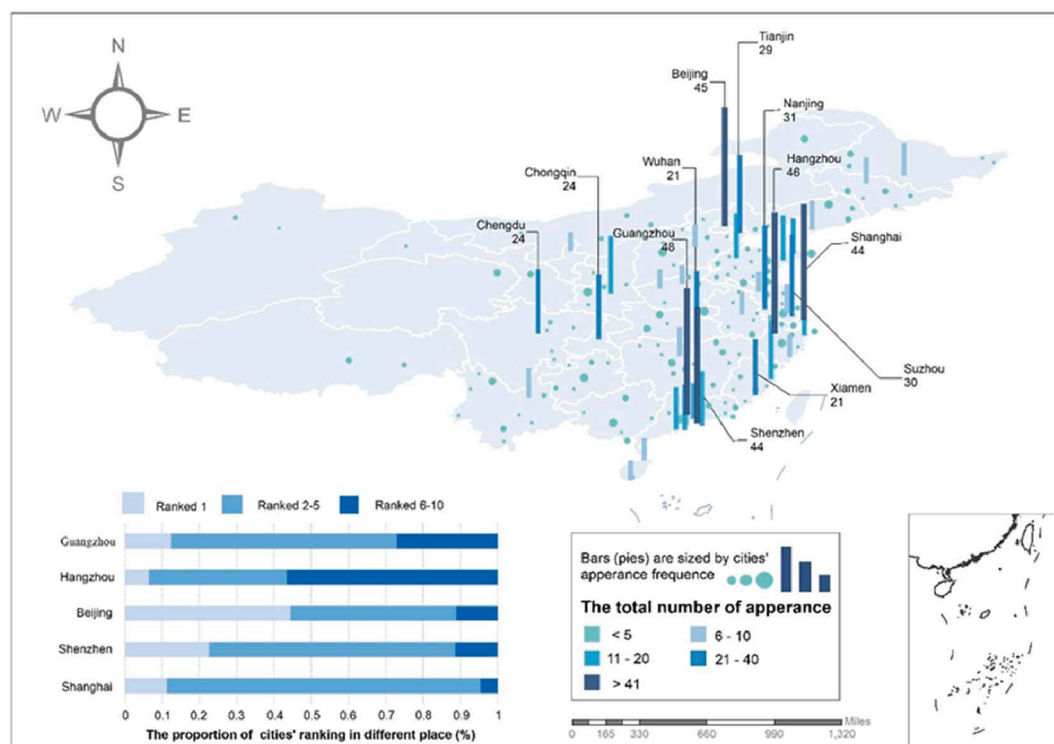 N
W
E
S
Tianjin
29
Beijing
45
Nanjing
31
Wuhan
21
Hangzhou
46
Chongqin
24
Chengdu
24
Guangzhou
48
Shanghai
44
Suzhou
30
Xiamen
21
Shenzhen
44
Ranked 1
Ranked 2-5
Ranked 6-10
Guangzhou
Hangzhou
Beijing
Shenzhen
Shanghai
0 0.1 0.2 0.3 0.4 0.5 0.6 0.7 0.8 0.9 1
The proportion of cities' ranking in different place (%)
Bars (pies) are sized by cities'
apperance frequence
The total number of apperance
< 5
6 - 10
11 - 20
21 - 40
> 41
Miles
0 165 330 660 990 1,320